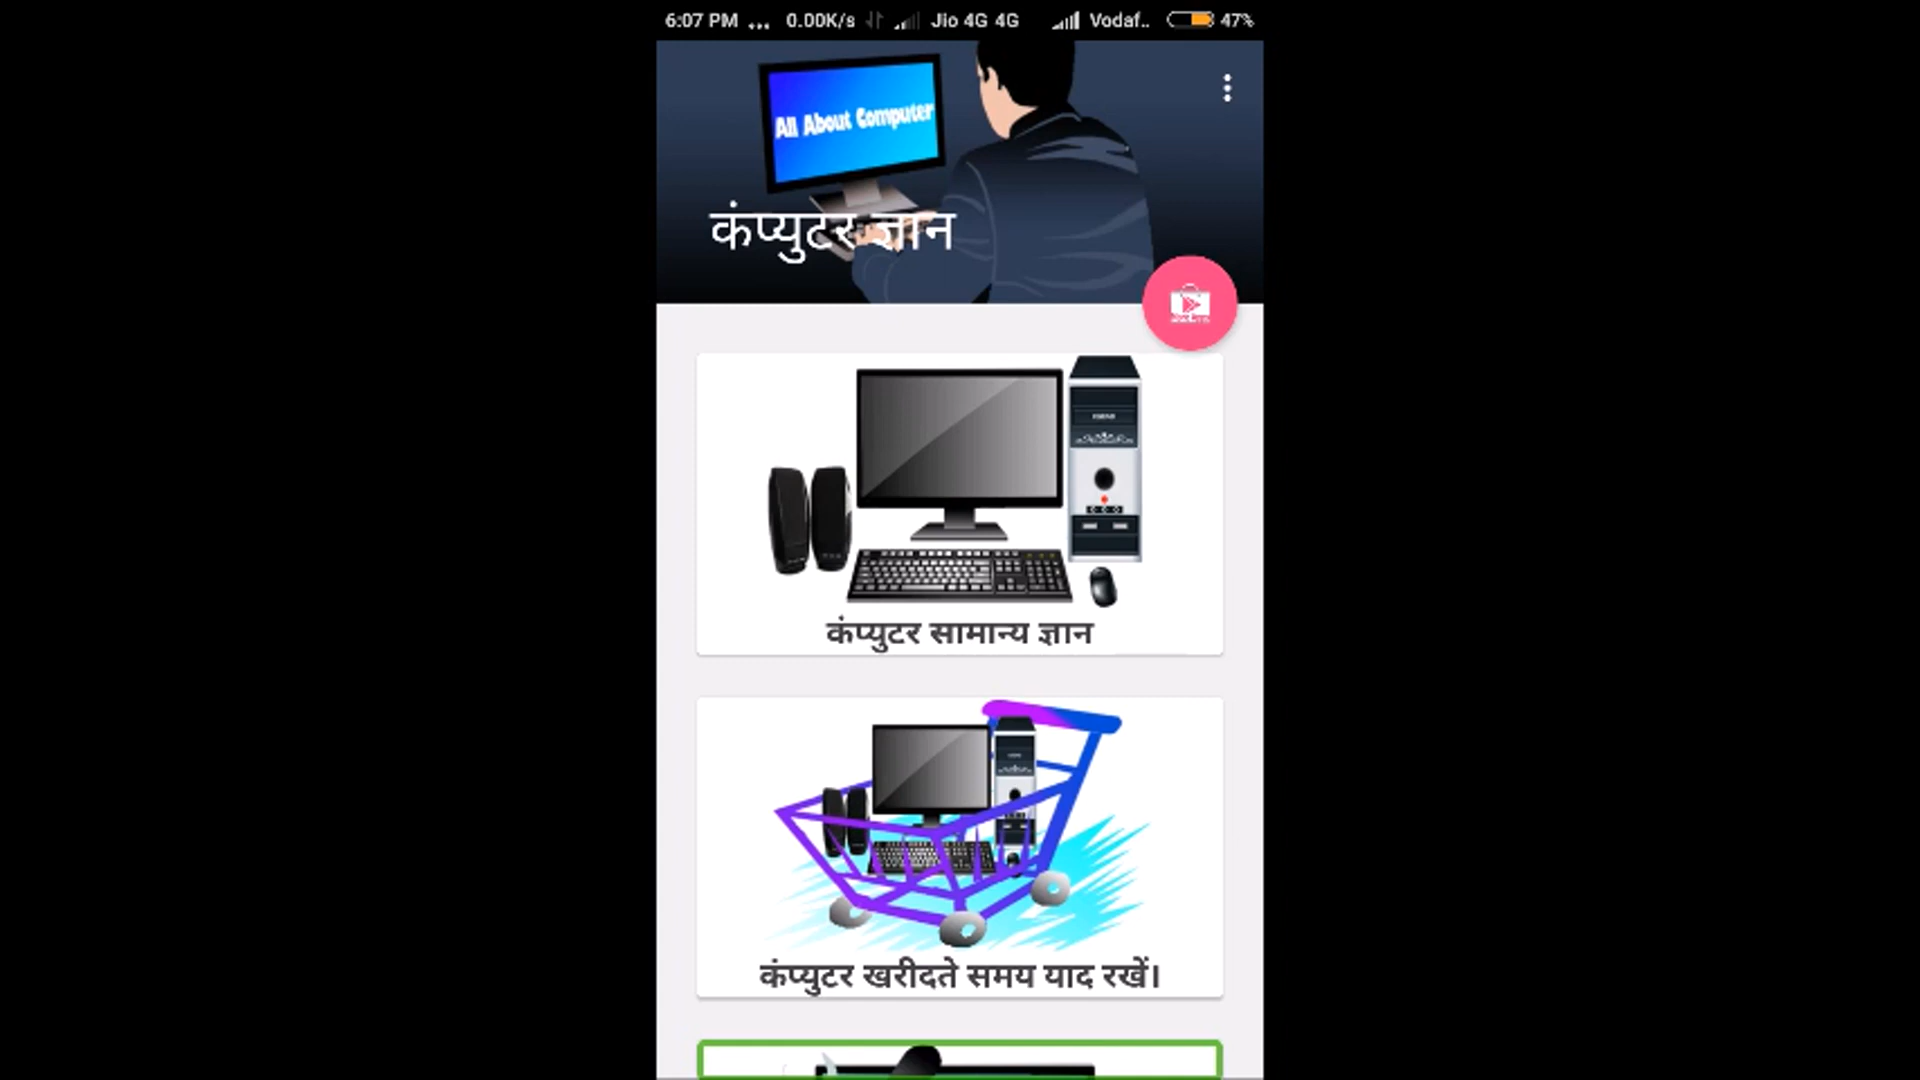 6:07 PM ... 0.00K/s Jio 4G 4G Vodaf.. 47%
All About Computer
कंप्युटर ज्ञान
कंप्युटर सामान्य ज्ञान
कंप्युटर खरीदते समय याद रखें।